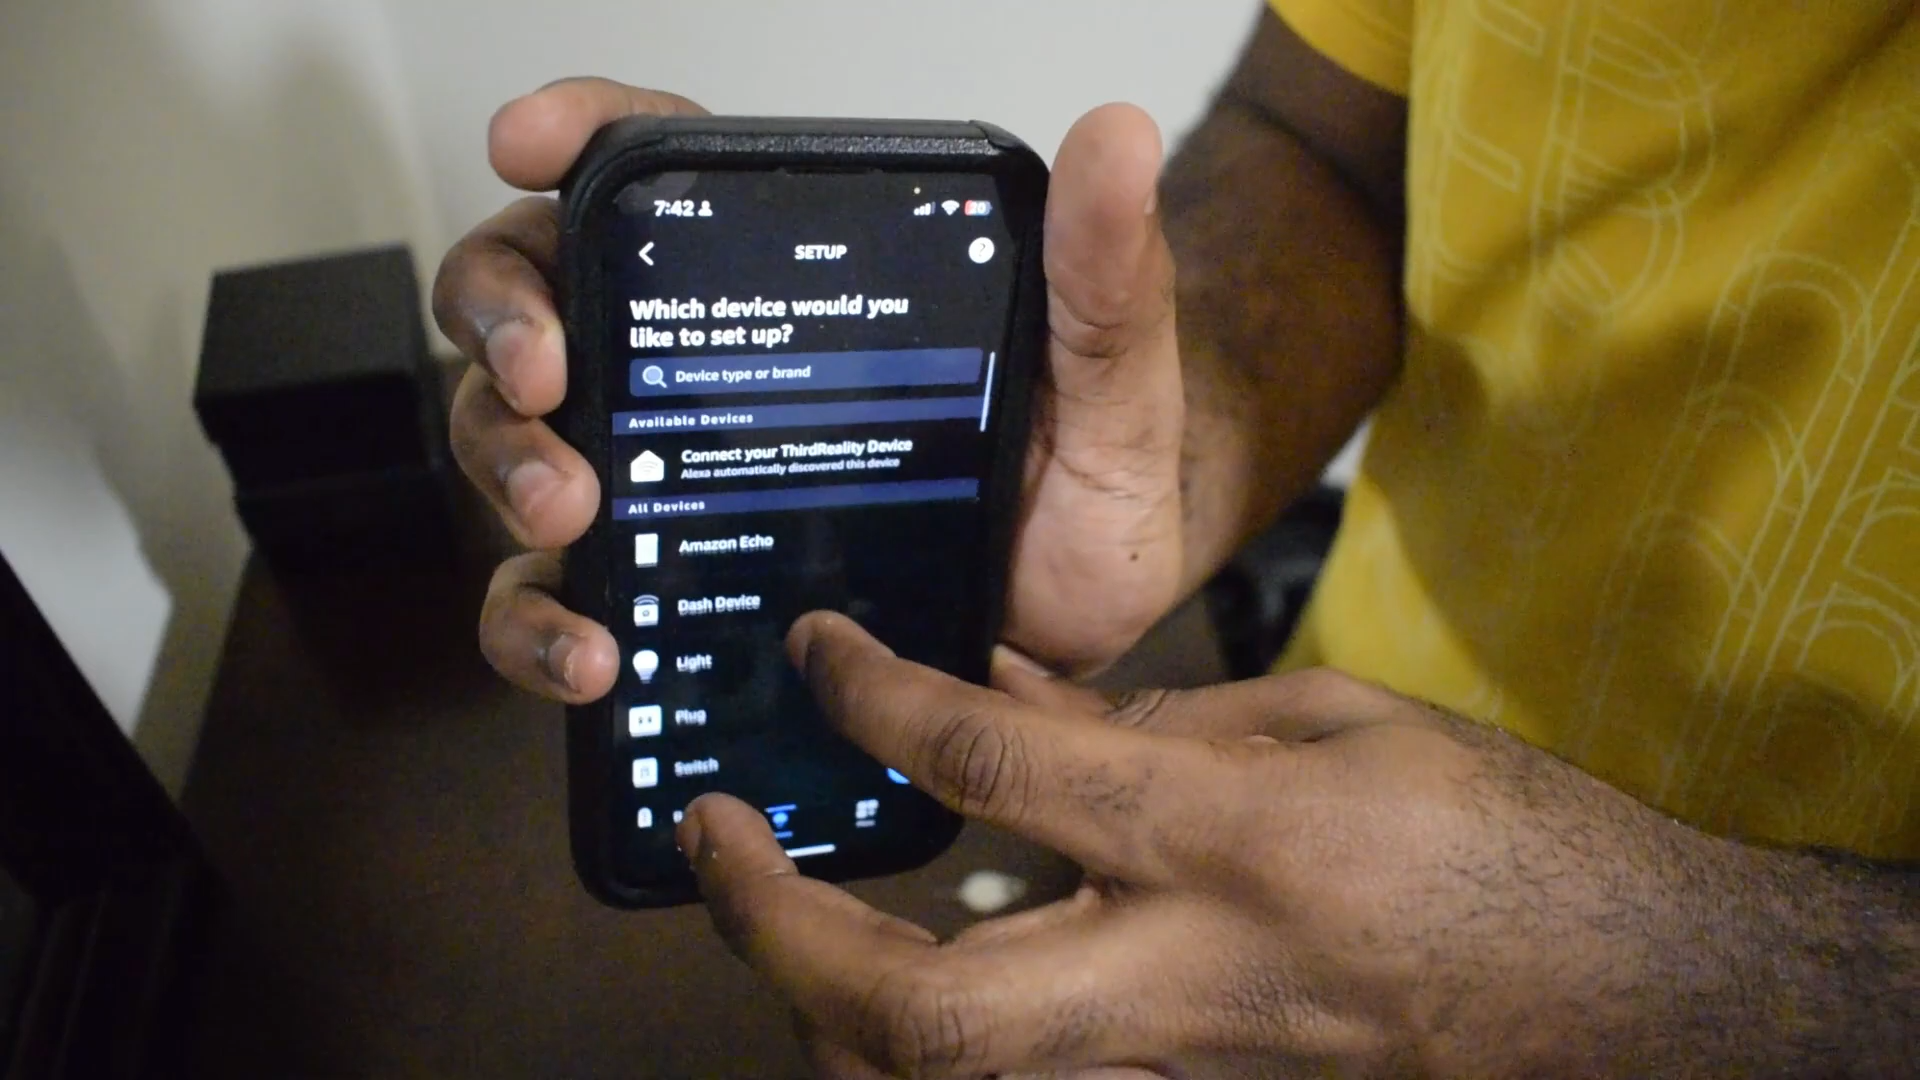 7:42
20
SETUP
?
Which device would you
like to set up?
Device type or brand
Available Devices
Connect your ThirdReality Device
Alexa automatically discovered this device
All Devices
Amazon Echo
Dash Device
Light
Plug
Switch